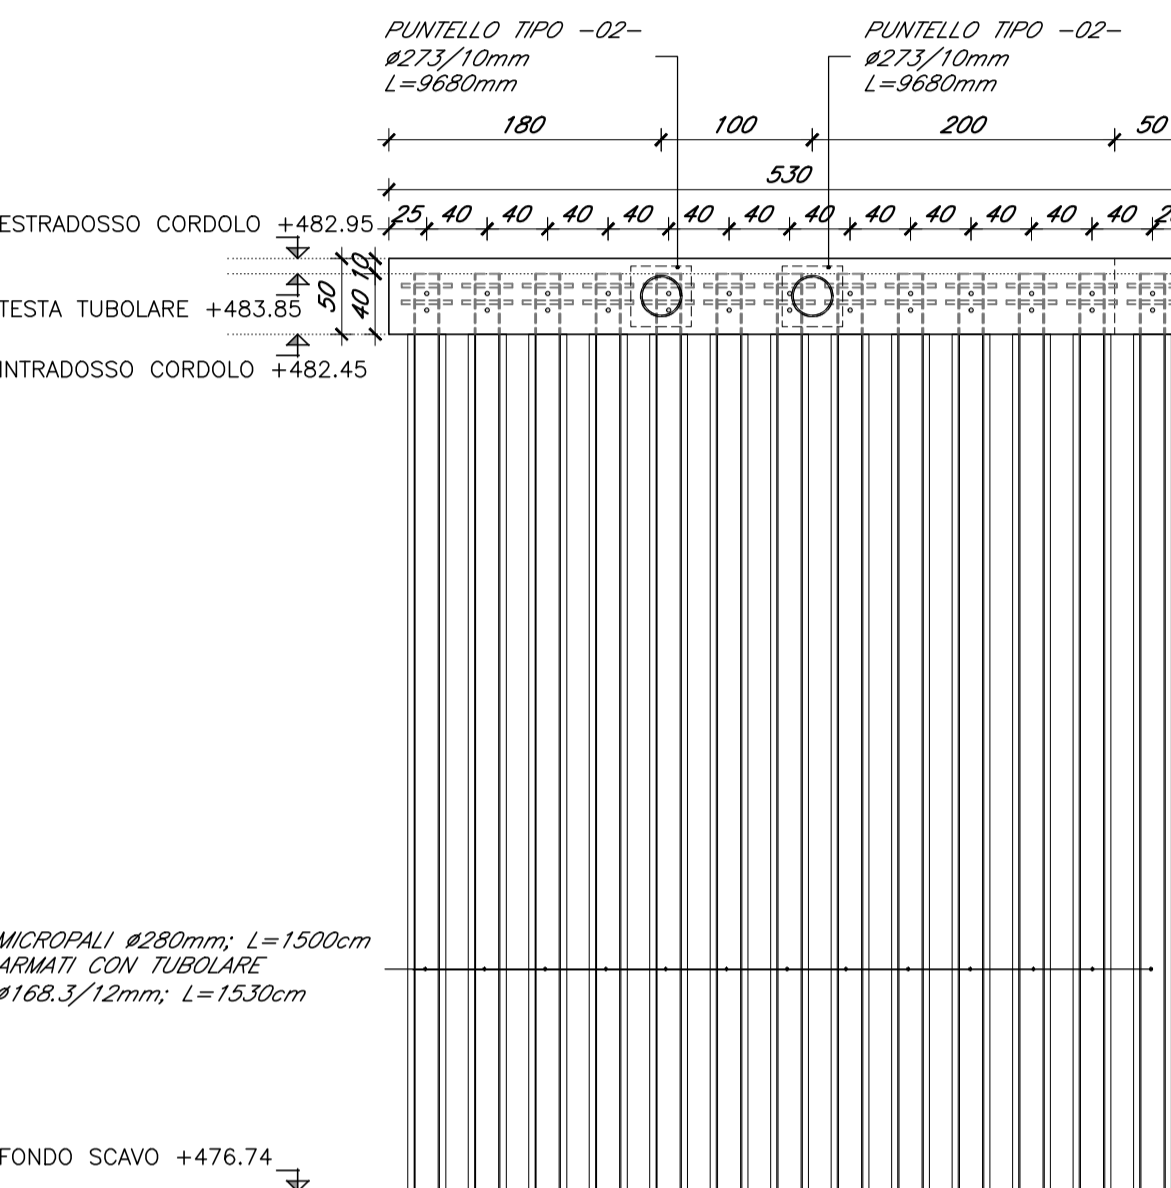 PUNTELLO TIPO -02-
ø273/10mm
L=9680mm
PUNTELLO TIPO -02-
ø273/10mm
L=9680mm
180 100 200 50
530
25 40 40 40 40 40 40 40 40 40 40 40 40
ESTRADOSSO CORDOLO +482.95
10
50 40
TESTA TUBOLARE +483.85
INTRADOSSO CORDOLO +482.45
MICROPALI ø280mm; L=1500cm
ARMATI CON TUBOLARE
ø168.3/12mm; L=1530cm
FONDO SCAVO +476.74